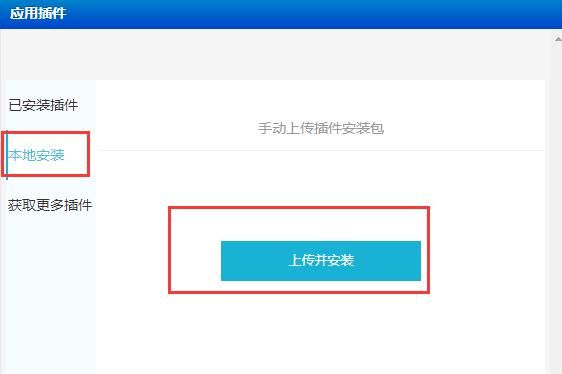 应用插件
已安装插件
手动上传插件安装包
本地安装
获取更多插件
上传并安装